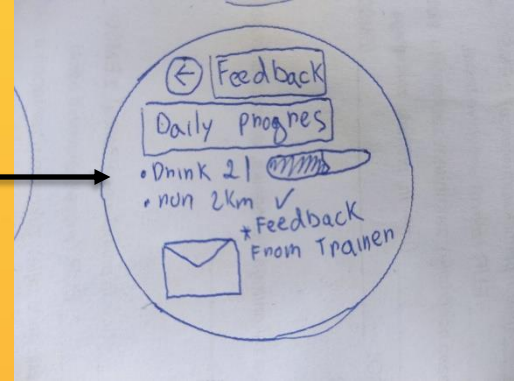 Feedback
Daily progres
• Drink 2l
• run 2Km ✓
* Feedback
From Trainer